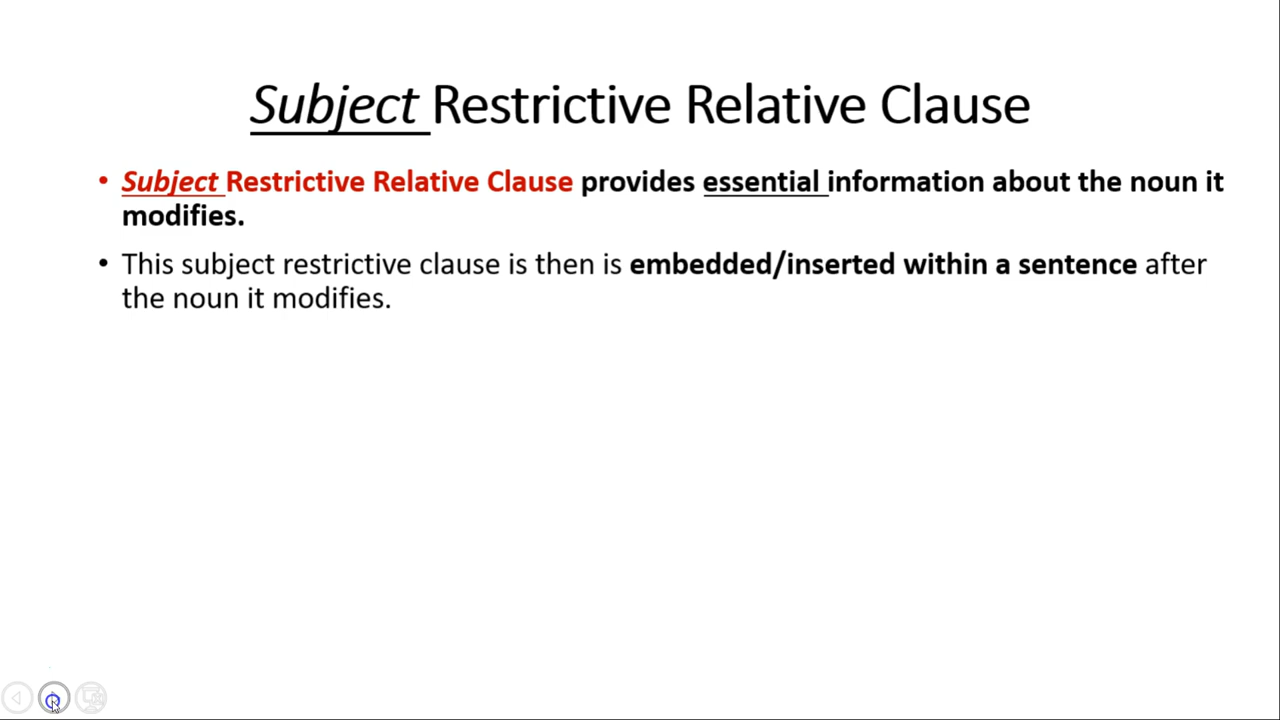 Subject Restrictive Relative Clause
• Subject Restrictive Relative Clause provides essential information about the noun it
modifies.
• This subject restrictive clause is then is embedded/inserted within a sentence after
the noun it modifies.